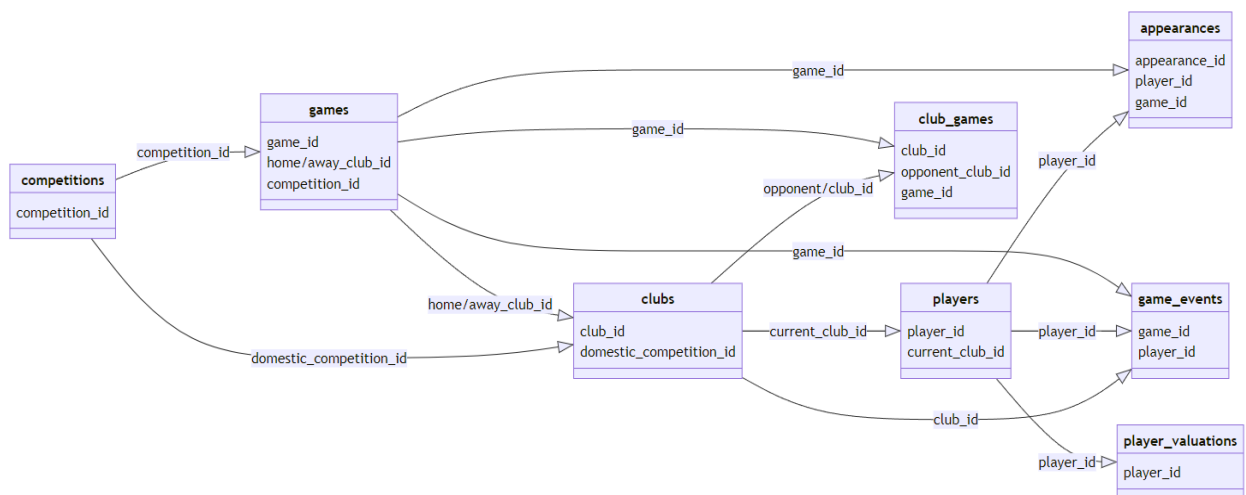 competitions
competition_id
competition_id
domestic_competition_id
games
game_id
home/away_club_id
competition_id
game_id
game_id
game_id
home/away_club_id
clubs
club_id
domestic_competition_id
opponent/club_id
current_club_id
club_id
club_games
club_id
opponent_club_id
game_id
players
player_id
current_club_id
player_id
player_id
player_id
appearances
appearance_id
player_id
game_id
game_events
game_id
player_id
player_valuations
player_id